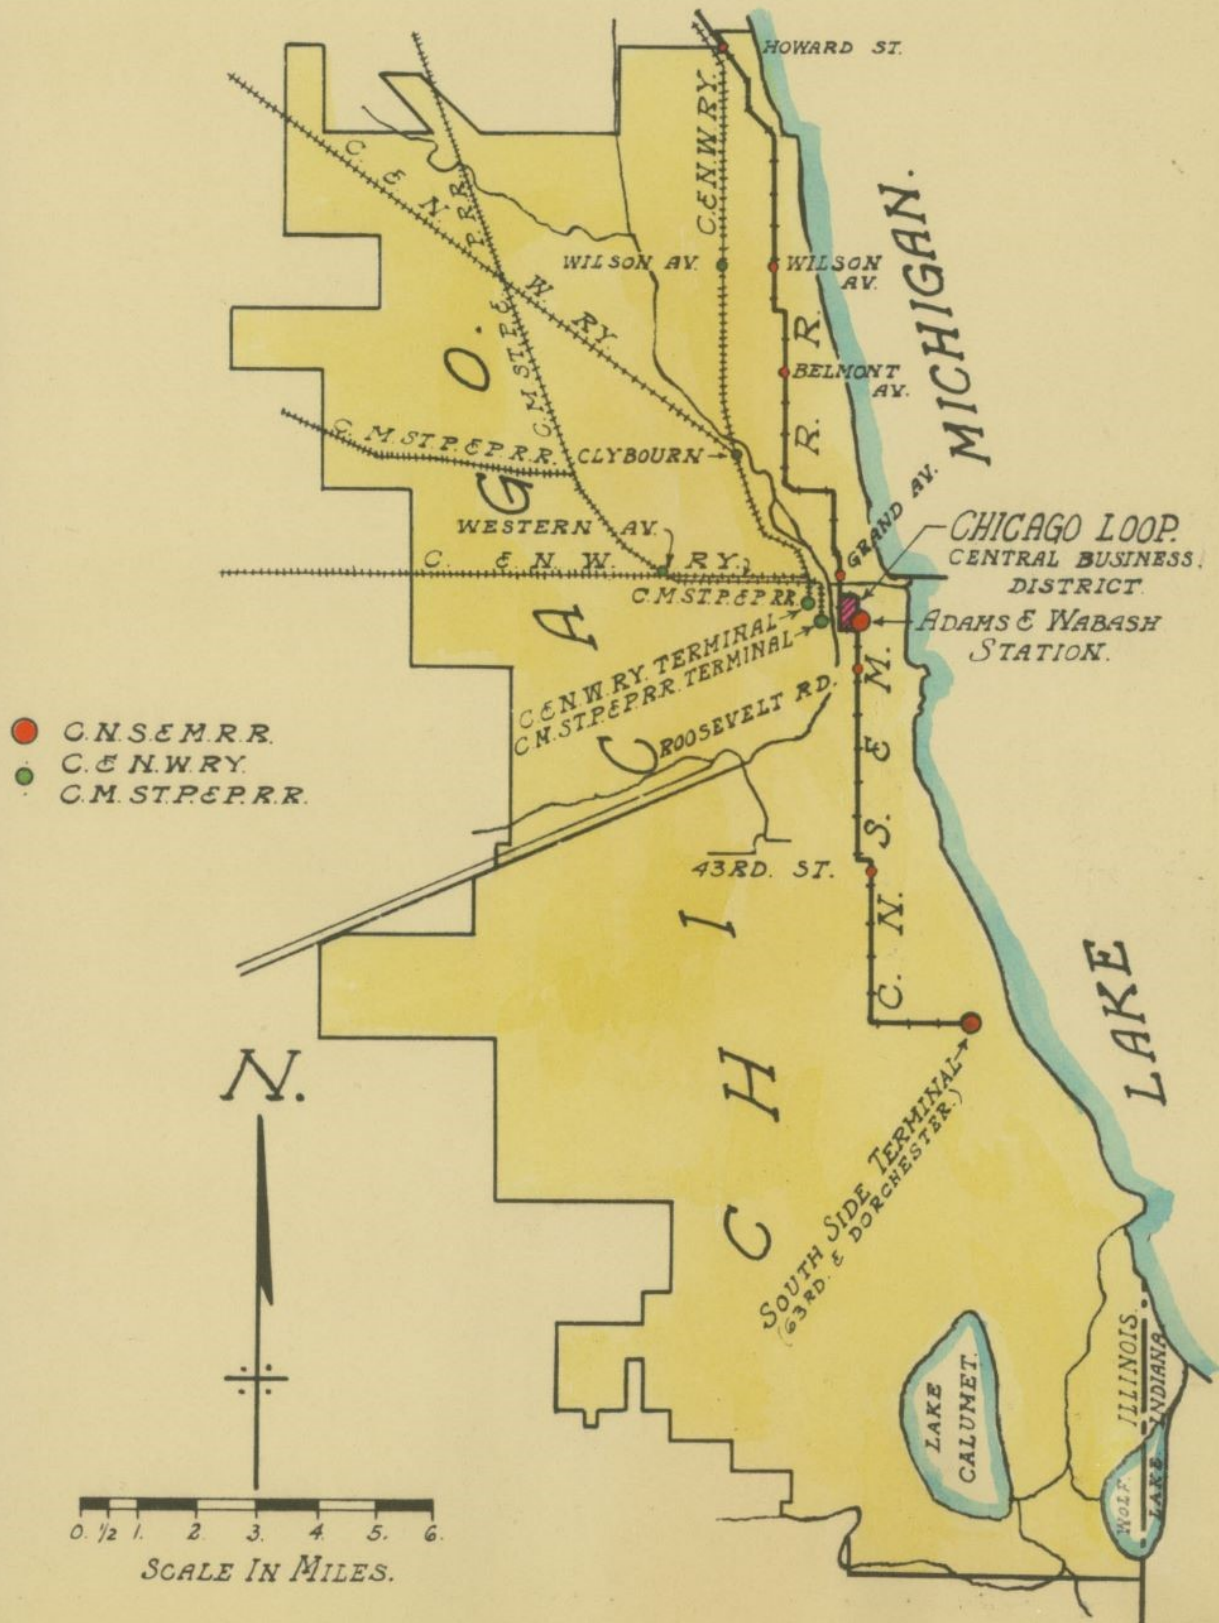 HOWARD ST.
C. & N. W. RY.
C. & N. W. RY.
P. R. R.
C. M. ST. P. &
WILSON AV.
WILSON
AV.
BELMONT
AV.
R. R.
MICHIGAN.
C. M. ST. P. & P. R. R.
CLYBOURN
WESTERN AV.
GRAND AV.
C. & N. W. RY.
CHICAGO LOOP.
CENTRAL BUSINESS.
DISTRICT.
C. M. ST. P. & P. RR.
ADAMS & WABASH
STATION.
C. & N. W. RY. TERMINAL
C. M. ST. P. & P. R.R. TERMINAL
ROOSEVELT RD.
C.N.S.& M.R.R.
C. & N. W. RY.
C. M. ST. P. & P. R. R.
43RD. ST.
C. N. S. & M.
CHICAGO.
LAKE
N.
SOUTH SIDE TERMINAL
(63RD. & DORCHESTER.)
LAKE
CALUMET.
ILLINOIS.
INDIANA.
WOLF
LAKE.
0. 1/2 1. 2. 3. 4. 5. 6.
SCALE IN MILES.